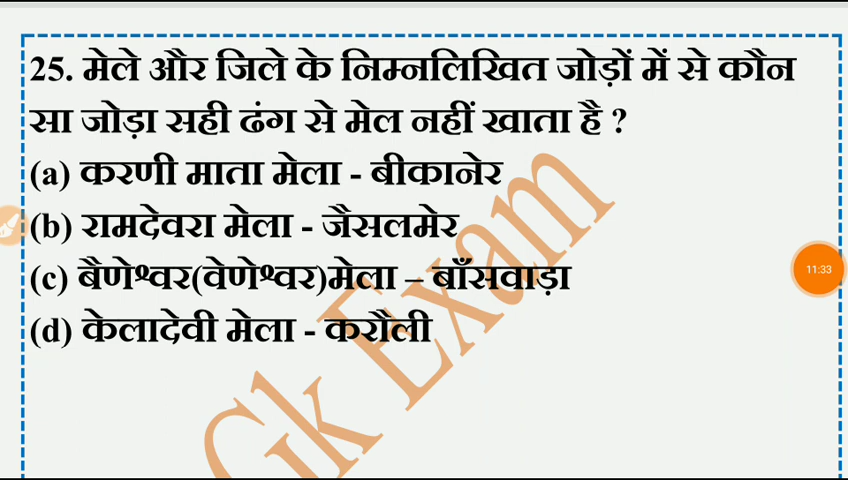 25. मेले और जिले के निम्नलिखित जोड़ों में से कौन
सा जोड़ा सही ढंग से मेल नहीं खाता है ?
(a) करणी माता मेला - बीकानेर
(b) रामदेवरा मेला - जैसलमेर
(c) बैणेश्वर(वेणेश्वर)मेला – बाँसवाड़ा
(d) केलादेवी मेला - करौली
Gk Exam
11:33